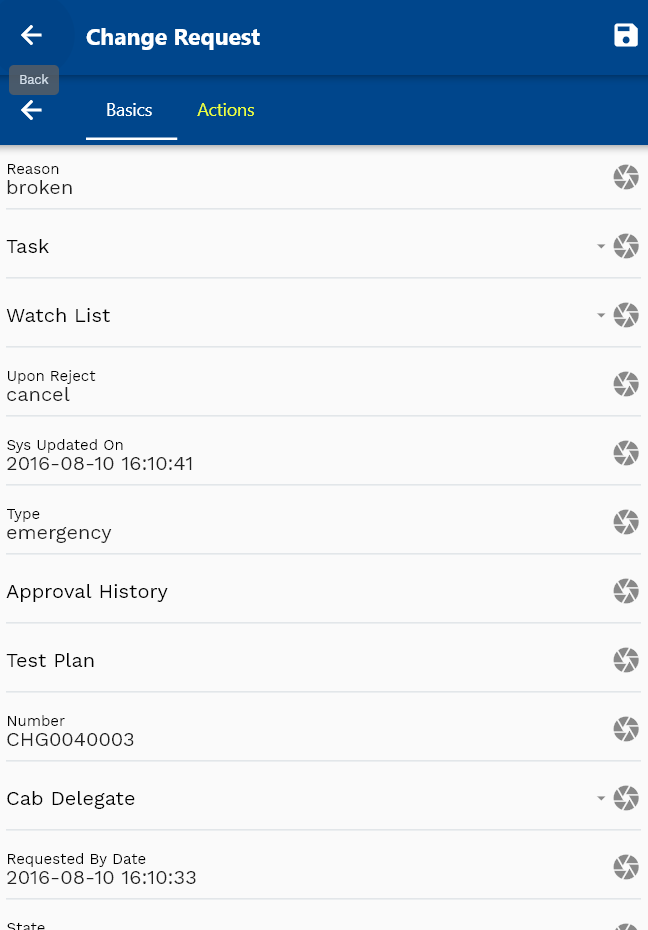 Change Request
Back
Basics
Actions
Reason
broken
Task
Watch List
Upon Reject
cancel
Sys Updated On
2016-08-10 16:10:41
Type
emergency
Approval History
Test Plan
Number
CHG0040003
Cab Delegate
Requested By Date
2016-08-10 16:10:33
State